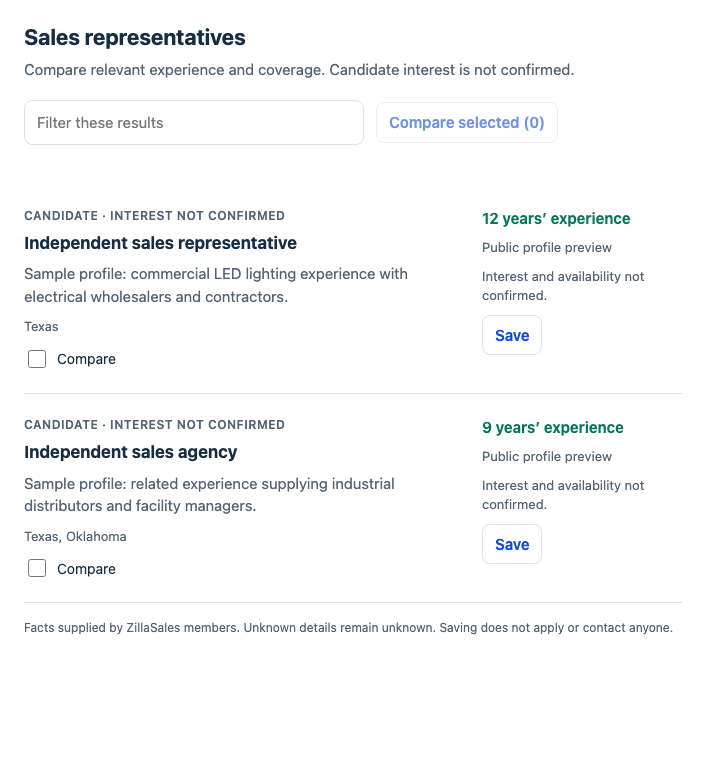 Sales representatives
Compare relevant experience and coverage. Candidate interest is not confirmed.
Filter these results
Compare selected (0)
CANDIDATE · INTEREST NOT CONFIRMED
Independent sales representative
Sample profile: commercial LED lighting experience with
electrical wholesalers and contractors.
Texas
Compare
12 years’ experience
Public profile preview
Interest and availability not
confirmed.
Save
CANDIDATE · INTEREST NOT CONFIRMED
Independent sales agency
Sample profile: related experience supplying industrial
distributors and facility managers.
Texas, Oklahoma
Compare
9 years’ experience
Public profile preview
Interest and availability not
confirmed.
Save
Facts supplied by ZillaSales members. Unknown details remain unknown. Saving does not apply or contact anyone.